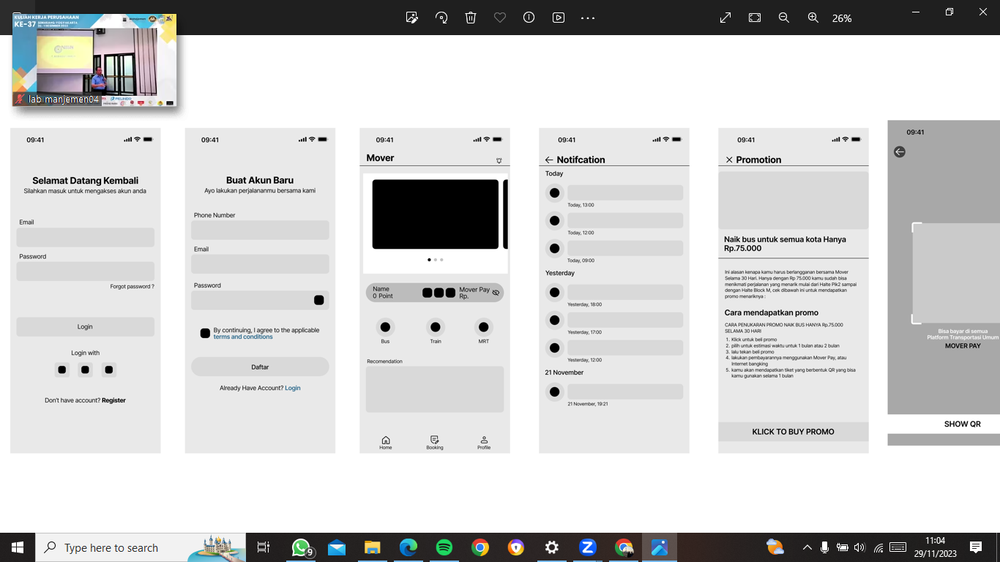 KULIAH KERJA PERUSAHAAN
KE-37
SEMARANG-YOGYAKARTA
lab manjemen04
26%
09:41
Selamat Datang Kembali
Silahkan masuk untuk mengakses akun anda
Email
Password
Forgot password ?
Login
Login with
Don't have account? Register
09:41
Buat Akun Baru
Ayo lakukan perjalananmu bersama kami
Phone Number
Email
Password
By continuing, I agree to the applicable
terms and conditions
Daftar
Already Have Account? Login
09:41
Mover
Name
0 Point
Mover Pay
Rp.
Bus
Train
MRT
Recomendation
Home
Booking
Profile
09:41
Notifcation
Today
Today, 13:00
Today, 12:00
Today, 09:00
Yesterday
Yesterday, 18:00
Yesterday, 17:00
Yesterday, 12:00
21 November
21 November, 19:21
09:41
Promotion
Naik bus untuk semua kota Hanya
Rp.75.000
Ini alasan kenapa kamu harus berlangganan bersama Mover
Selama 30 Hari. Hanya dengan Rp 75.000 kamu sudah bisa
menikmati perjalanan yang menarik mulai dari Halte Pik2 sampai
dengan Halte Block M, cek dibawah ini untuk mendapatkan
promo menariknya :
Cara mendapatkan promo
CARA PENUKARAN PROMO NAIK BUS HANYA Rp.75.000
SELAMA 30 HARI
1. Klick untuk beli promo
2. pilih untuk estimasi waktu untuk 1 bulan atau 2 bulan
3. lalu tekan beli promo
4. lakukan pembayarannya menggunakan Mover Pay, atau
Internet bangking
5. kamu akan mendapatkan tiket yang berbentuk QR yang bisa
kamu gunakan selama 1 bulan
KLICK TO BUY PROMO
09:41
Bisa bayar di semua
Platform Transportasi Umum
MOVER PAY
SHOW QR
Type here to search
9
11:04
29/11/2023